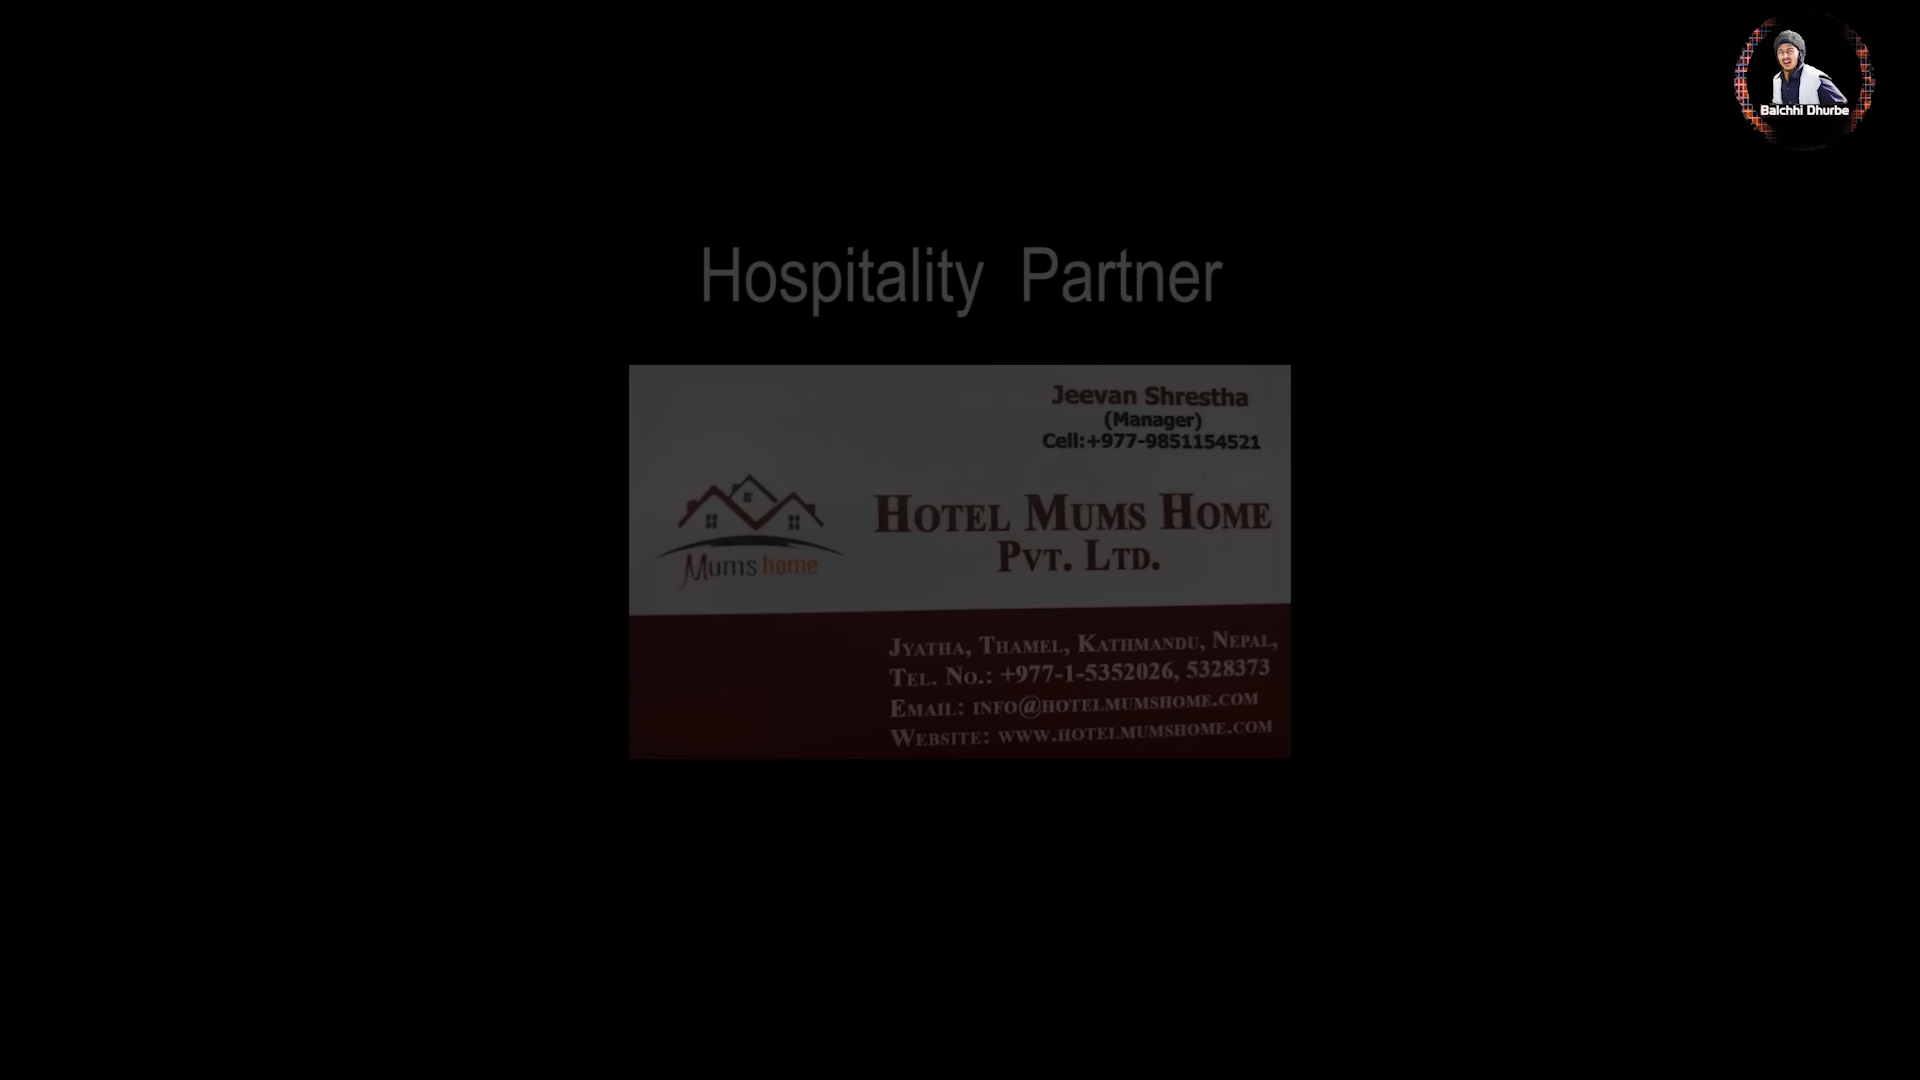 Balchhi Dhurbe
Hospitality Partner
Jeevan Shrestha
(Manager)
Cell:+977-9851154521
Mums home
HOTEL MUMS HOME
PVT. LTD.
JYATHA, THAMEL, KATHMANDU, NEPAL,
TEL. NO.: +977-1-5352026, 5328373
EMAIL: INFO@HOTELMUMSHOME.COM
WEBSITE: WWW.HOTELMUMSHOME.COM